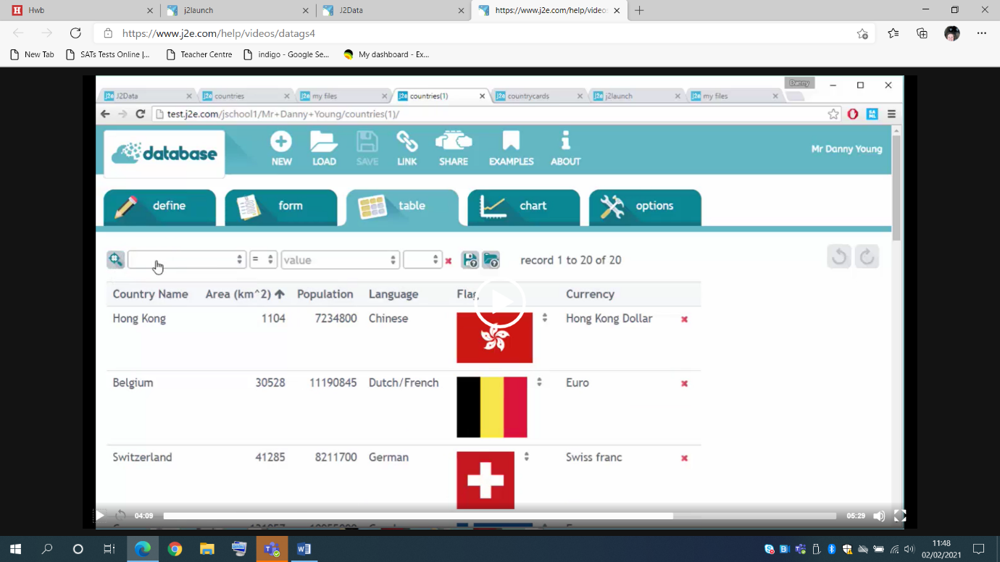 Hwb
j2launch
J2Data
https://www.j2e.com/help/video
https://www.j2e.com/help/videos/datags4
New Tab
SATs Tests Online |...
Teacher Centre
indigo - Google Se...
My dashboard - Ex...
Danny
J2Data
countries
my files
countries(1)
countrycards
j2launch
my files
test.j2e.com/jschool1/Mr+Danny+Young/countries(1)/
database
NEW
LOAD
SAVE
LINK
SHARE
EXAMPLES
ABOUT
Mr Danny Young
define
form
table
chart
options
= value record 1 to 20 of 20
Country Name Area (km^2) Population Language Flag Currency
Hong Kong 1104 7234800 Chinese Hong Kong Dollar
Belgium 30528 11190845 Dutch/French Euro
Switzerland 41285 8211700 German Swiss franc
04:09
05:29
11:48
02/02/2021